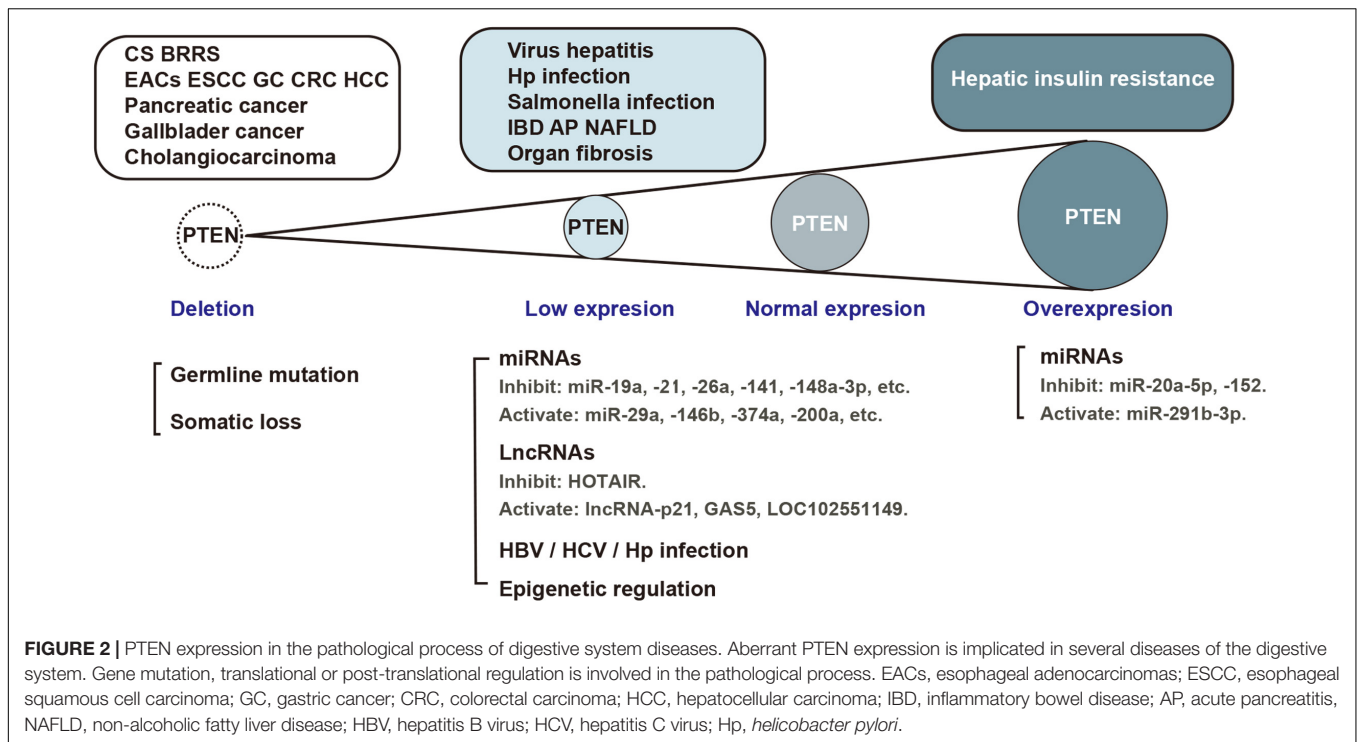 CS BRRS
EACs ESCC GC CRC HCC
Pancreatic cancer
Gallblader cancer
Cholangiocarcinoma
Virus hepatitis
Hp infection
Salmonella infection
IBD AP NAFLD
Organ fibrosis
Hepatic insulin resistance
PTEN
PTEN
PTEN
PTEN
Deletion
Low expresion
Normal expresion
Overexpresion
Germline mutation
Somatic loss
miRNAs
Inhibit: miR-19a, -21, -26a, -141, -148a-3p, etc.
Activate: miR-29a, -146b, -374a, -200a, etc.
LncRNAs
Inhibit: HOTAIR.
Activate: lncRNA-p21, GAS5, LOC102551149.
HBV / HCV / Hp infection
Epigenetic regulation
miRNAs
Inhibit: miR-20a-5p, -152.
Activate: miR-291b-3p.
FIGURE 2 | PTEN expression in the pathological process of digestive system diseases. Aberrant PTEN expression is implicated in several diseases of the digestive
system. Gene mutation, translational or post-translational regulation is involved in the pathological process. EACs, esophageal adenocarcinomas; ESCC, esophageal
squamous cell carcinoma; GC, gastric cancer; CRC, colorectal carcinoma; HCC, hepatocellular carcinoma; IBD, inflammatory bowel disease; AP, acute pancreatitis,
NAFLD, non-alcoholic fatty liver disease; HBV, hepatitis B virus; HCV, hepatitis C virus; Hp, helicobacter pylori.